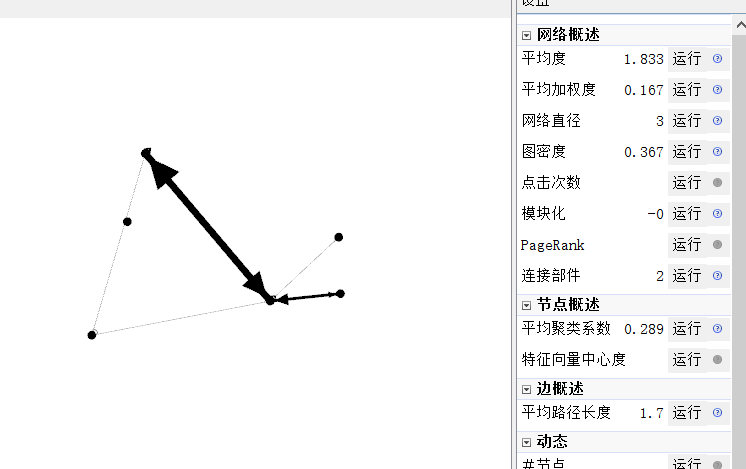 设置
网络概述
平均度 1.833 运行
平均加权度 0.167 运行
网络直径 3 运行
图密度 0.367 运行
点击次数 运行
模块化 -0 运行
PageRank 运行
连接部件 2 运行
节点概述
平均聚类系数 0.289 运行
特征向量中心度 运行
边概述
平均路径长度 1.7 运行
动态
#节点 运行